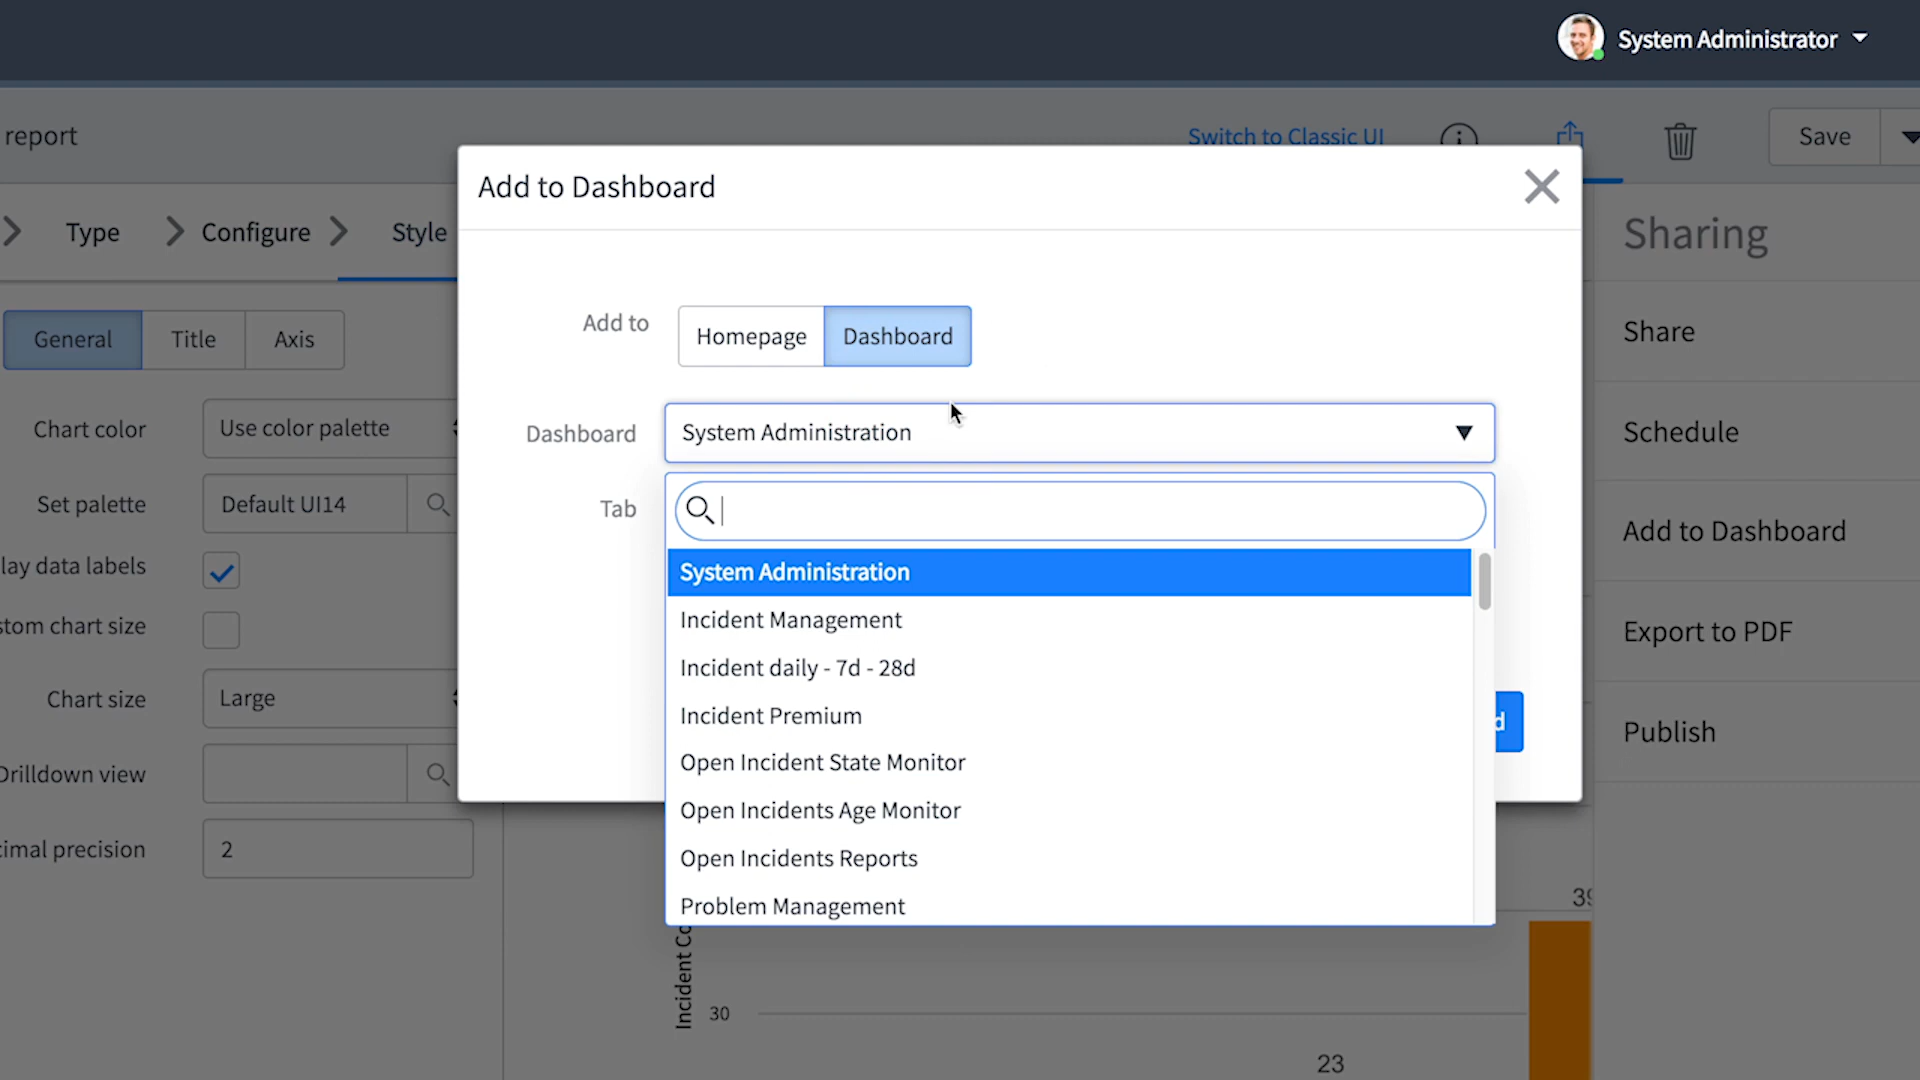 System Administrator
report
Switch to Classic UI
Save
Add to Dashboard
Type
Configure
Style
Sharing
General
Title
Axis
Add to
Homepage
Dashboard
Share
Chart color
Use color palette
Dashboard
System Administration
Schedule
Set palette
Default UI14
Tab
Add to Dashboard
lay data labels
System Administration
Incident Management
stom chart size
Export to PDF
Incident daily - 7d - 28d
Chart size
Large
Incident Premium
d
Publish
Open Incident State Monitor
Drilldown view
Open Incidents Age Monitor
cimal precision
2
Open Incidents Reports
Problem Management
39
Incident Co
30
23